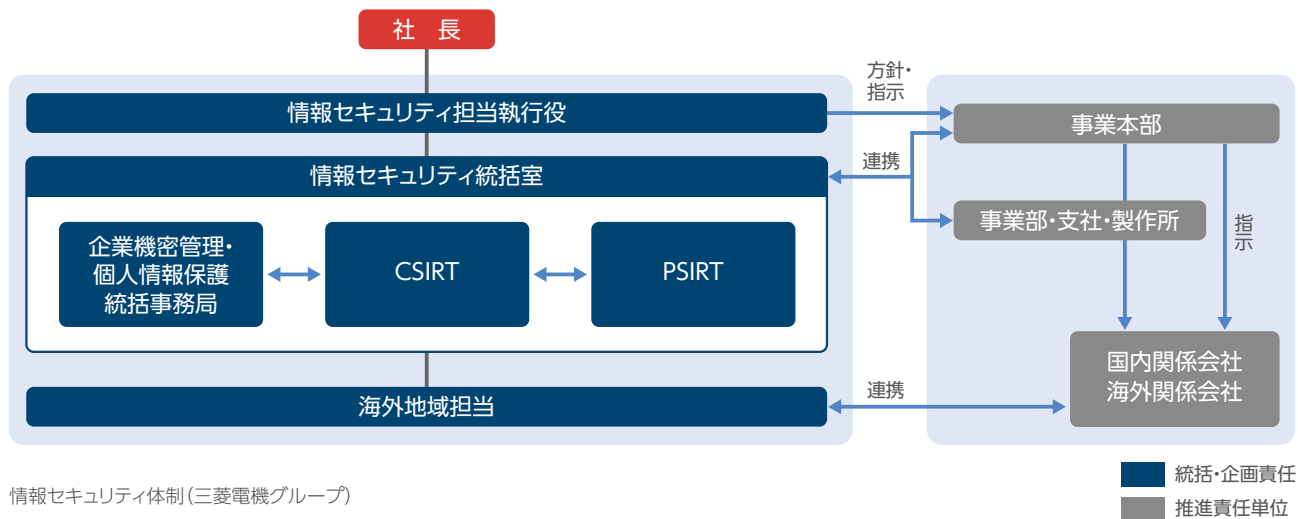 社 長
方針・
指示
情報セキュリティ担当執行役
事業本部
連携
情報セキュリティ統括室
事業部・支社・製作所
指示
企業機密管理・
個人情報保護
統括事務局
CSIRT
PSIRT
国内関係会社
海外関係会社
連携
海外地域担当
統括・企画責任
推進責任単位
情報セキュリティ体制(三菱電機グループ)